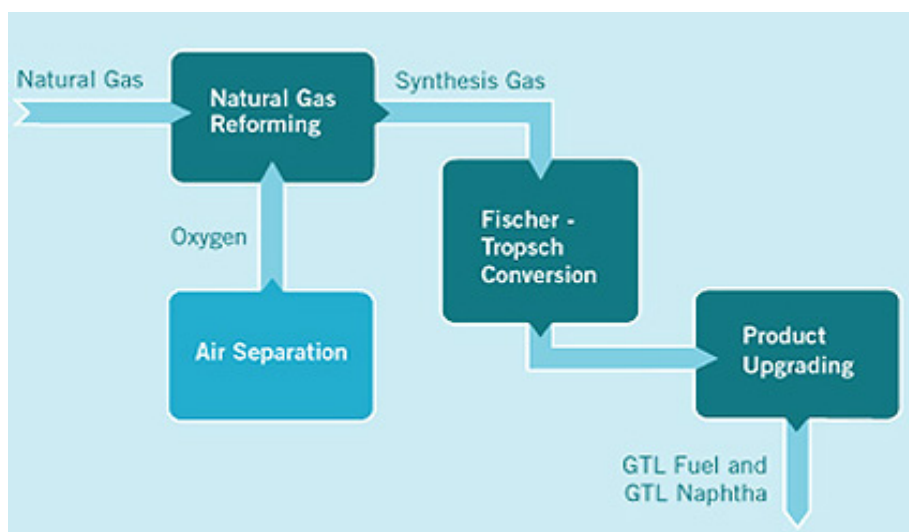 Natural Gas
Natural Gas
Reforming
Synthesis Gas
Oxygen
Air Separation
Fischer -
Tropsch
Conversion
Product
Upgrading
GTL Fuel and
GTL Naphtha